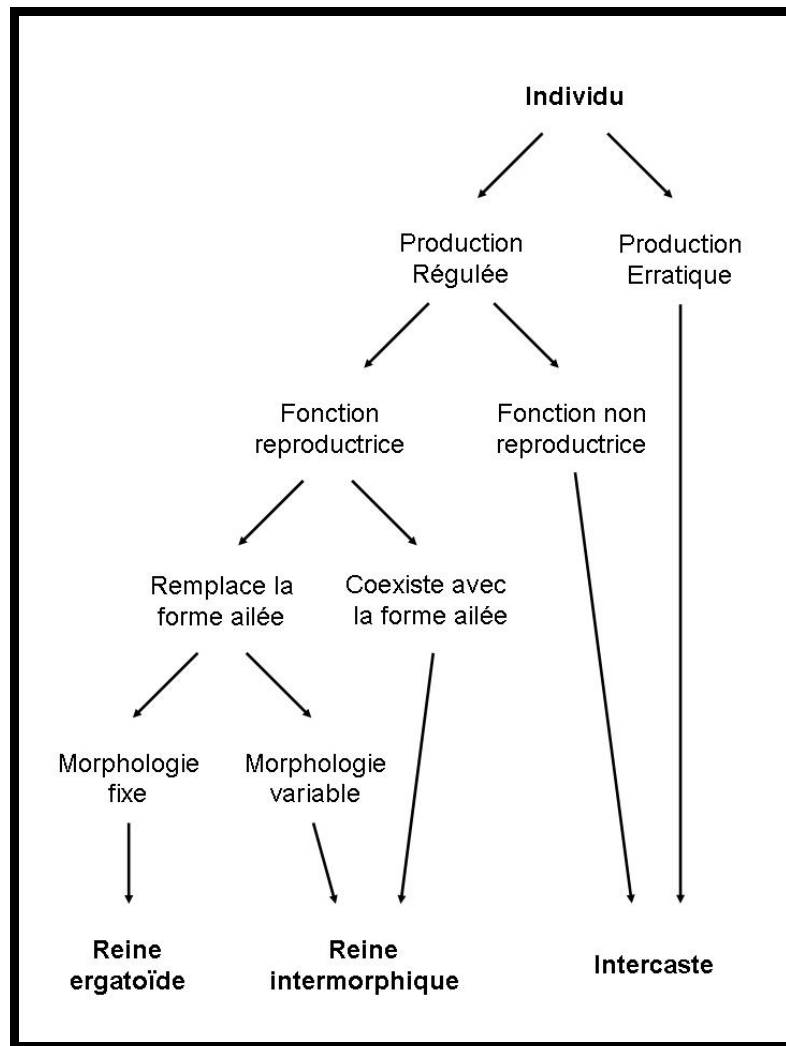 Individu
Production
Régulée
Production
Erratique
Fonction
reproductrice
Fonction non
reproductrice
Remplace la
forme ailée
Coexiste avec
la forme ailée
Morphologie
fixe
Morphologie
variable
Reine
ergatoïde
Reine
intermorphique
Intercaste